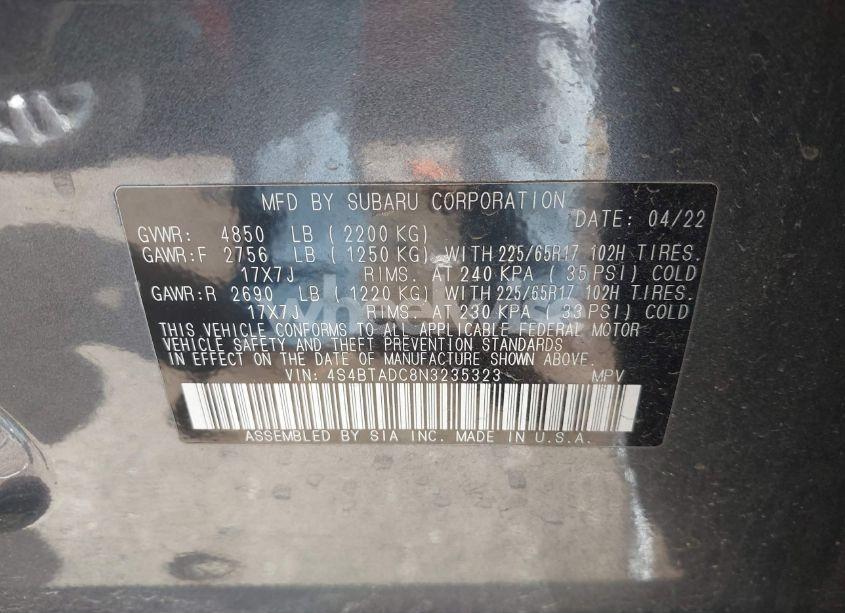 MFD BY SUBARU CORPORATION
DATE: 04/22
GVWR: 4850 LB (2200 KG)
GAWR:F 2756 LB (1250 KG) WITH 225/65R17 102H TIRES.
17X7J RIMS. AT 240 KPA (35 PSI) COLD
GAWR:R 2690 LB (1220 KG) WITH 225/65R17 102H TIRES.
17X7J RIMS. AT 230 KPA (33 PSI) COLD
THIS VEHICLE CONFORMS TO ALL APPLICABLE FEDERAL MOTOR
VEHICLE SAFETY AND THEFT PREVENTION STANDARDS
IN EFFECT ON THE DATE OF MANUFACTURE SHOWN ABOVE.
VIN: 4S4BTADC8N3235323 MPV
ASSEMBLED BY SIA INC. MADE IN U.S.A.